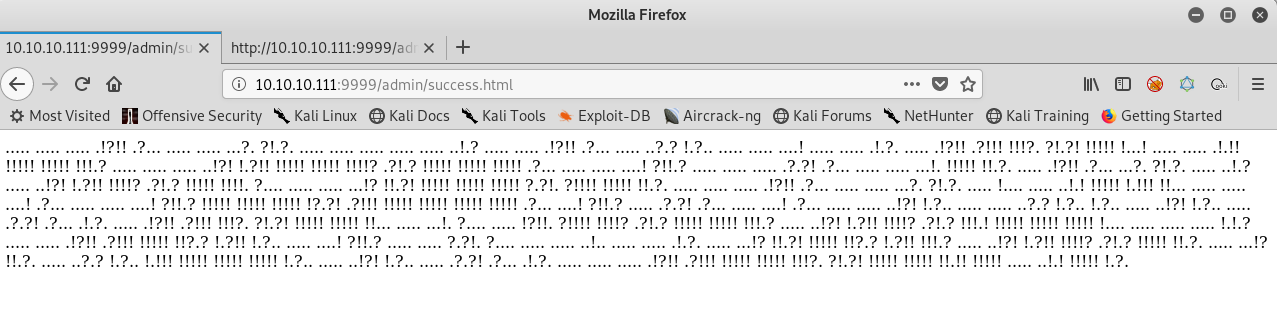 Mozilla Firefox
10.10.10.111:9999/admin/su
http://10.10.10.111:9999/adm
10.10.10.111:9999/admin/success.html
Most Visited Offensive Security Kali Linux Kali Docs Kali Tools Exploit-DB Aircrack-ng Kali Forums NetHunter Kali Training Getting Started
..... ..... ..... .!?!! .?... ..... ..... ...?. ?!.?. ..... ..... ..... ..... ..... ..!.? ..... ..... .!?!! .?... ..... ..?.? !.?.. ..... ..... ....! ..... ..... .!.?. ..... .!?!! .?!!! !!!?. ?!.?! !!!!! !...! ..... ..... .!.!!
!!!!! !!!!! !!!.? ..... ..... ..... ..!?! !.?!! !!!!! !!!!! !!!!? .?!.? !!!!! !!!!! !!!!! .?... ..... ..... ....! ?!!.? ..... ..... ..... .?.?! .?... ..... ..... ...!. !!!!! !!.?. ..... .!?!! .?... ...?. ?!.?. ..... ..!.?
..... ..!?! !.?!! !!!!? .?!.? !!!!! !!!!. ?.... ..... ..... ...!? !!.?! !!!!! !!!!! !!!!! ?.?!. ?!!!! !!!!! !!.?. ..... ..... ..... .!?!! .?... ..... ..... ...?. ?!.?. ..... !.... ..... ..!.! !!!!! !.!!! !!... ..... .....
....! .?... ..... ..... ....! ?!!.? !!!!! !!!!! !!!!! !?.?! .?!!! !!!!! !!!!! !!!!! !!!!! .?... ....! ?!!.? ..... .?.?! .?... ..... ....! .?... ..... ..... ..!?! !.?.. ..... ..... ..?.? !.?.. !.?.. ..... ..!?! !.?.. .....
.?.?! .?... .!.?. ..... .!?!! .?!!! !!!?. ?!.?! !!!!! !!!!! !!... ..... ...!. ?.... ..... !?!!. ?!!!! !!!!? .?!.? !!!!! !!!!! !!!.? ..... ..!?! !.?!! !!!!? .?!.? !!!.! !!!!! !!!!! !!!!! !.... ..... ..... ..... !.!.?
..... ..... .!?!! .?!!! !!!!! !!?.? !.?!! !.?.. ..... ....! ?!!.? ..... ..... ?.?!. ?.... ..... ..... ..!.. ..... ..... .!.?. ..... ...!? !!.?! !!!!! !!?.? !.?!! !!!.? ..... ..!?! !.?!! !!!!? .?!.? !!!!! !!.?. ..... ...!?
!!.?. ..... ..?.? !.?.. !.!!! !!!!! !!!!! !!!!! !.?.. ..... ..!?! !.?.. ..... .?.?! .?... .!.?. ..... ..... ..... .!?!! .?!!! !!!!! !!!!! !!!?. ?!.?! !!!!! !!!!! !!.!! !!!!! ..... ..!.! !!!!! !.?.